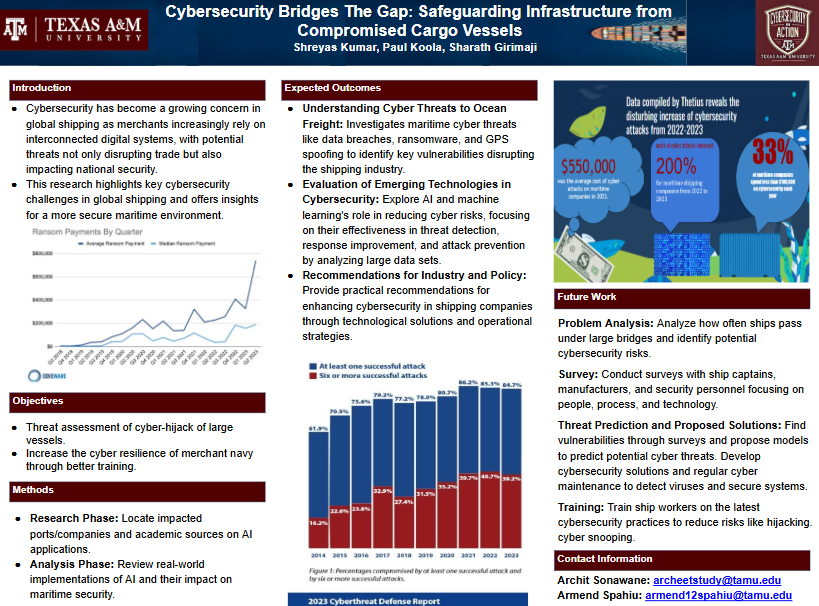 TEXAS A&M
UNIVERSITY
Cybersecurity Bridges The Gap: Safeguarding Infrastructure from
Compromised Cargo Vessels
Shreyas Kumar, Paul Koola, Sharath Girimaji
CYBERSECURITY
IN
ACTION
TEXAS A&M UNIVERSITY
Introduction
● Cybersecurity has become a growing concern in
global shipping as merchants increasingly rely on
interconnected digital systems, with potential
threats not only disrupting trade but also
impacting national security.
● This research highlights key cybersecurity
challenges in global shipping and offers insights
for a more secure maritime environment.
Ransom Payments By Quarter
Average Ransom Payment Median Ransom Payment
$800,000
$600,000
$400,000
$200,000
$0
COVEWARE
Objectives
● Threat assessment of cyber-hijack of large
vessels.
● Increase the cyber resilience of merchant navy
through better training.
Methods
● Research Phase: Locate impacted
ports/companies and academic sources on AI
applications.
● Analysis Phase: Review real-world
implementations of AI and their impact on
maritime security.
Expected Outcomes
● Understanding Cyber Threats to Ocean
Freight: Investigates maritime cyber threats
like data breaches, ransomware, and GPS
spoofing to identify key vulnerabilities disrupting
the shipping industry.
● Evaluation of Emerging Technologies in
Cybersecurity: Explore AI and machine
learning's role in reducing cyber risks, focusing
on their effectiveness in threat detection,
response improvement, and attack prevention
by analyzing large data sets.
● Recommendations for Industry and Policy:
Provide practical recommendations for
enhancing cybersecurity in shipping companies
through technological solutions and operational
strategies.
At least one successful attack
Six or more successful attacks
61.9% 70.5% 75.6% 79.2% 77.2% 78.0% 80.7% 86.2% 85.3% 84.7%
16.2% 22.6% 23.8% 32.9% 27.4% 31.5% 35.2% 39.7% 40.7% 39.2%
2014 2015 2016 2017 2018 2019 2020 2021 2022 2023
Figure 1: Percentages compromised by at least one successful attack and
by six or more successful attacks.
2023 Cyberthreat Defense Report
Data compiled by Thetius reveals the
disturbing increase of cybersecurity
attacks from 2022-2023
$550,000
was the average cost of cyber
attacks on maritime
companies in 2023.
costs of cyber attacks increased
200%
for maritime shipping
companies from 2022 to
2023
33%
of maritime companies
spend less than $100,000
on cybersecurity each
year
Future Work
Problem Analysis: Analyze how often ships pass
under large bridges and identify potential
cybersecurity risks.
Survey: Conduct surveys with ship captains,
manufacturers, and security personnel focusing on
people, process, and technology.
Threat Prediction and Proposed Solutions: Find
vulnerabilities through surveys and propose models
to predict potential cyber threats. Develop
cybersecurity solutions and regular cyber
maintenance to detect viruses and secure systems.
Training: Train ship workers on the latest
cybersecurity practices to reduce risks like hijacking,
cyber snooping.
Contact Information
Archit Sonawane: archeetstudy@tamu.edu
Armend Spahiu: armend12spahiu@tamu.edu